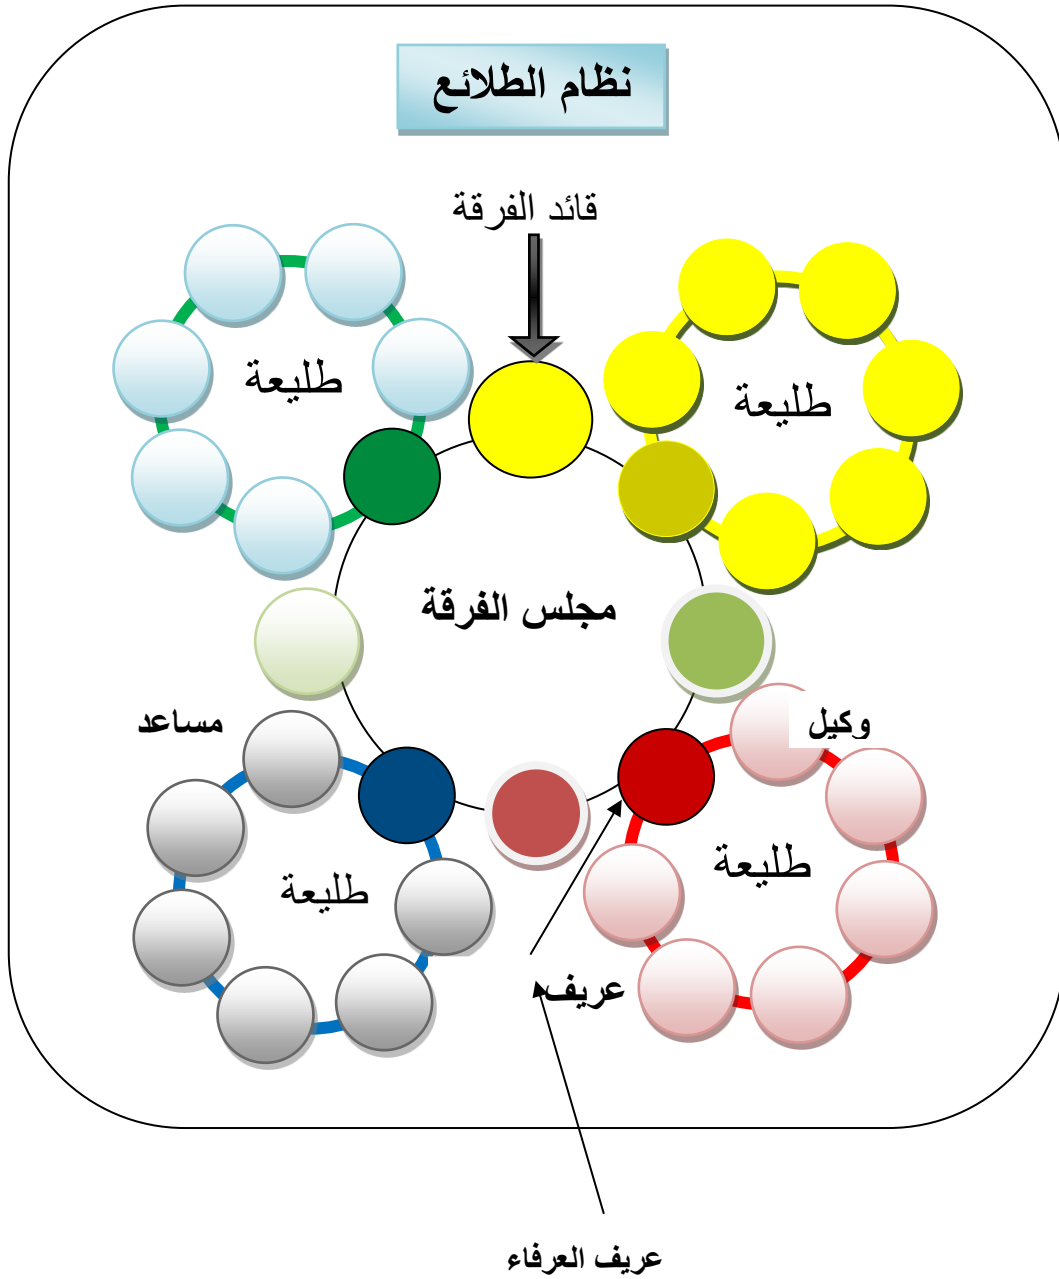 نظام الطلائع
قائد الفرقة
طليعة
طليعة
مجلس الفرقة
وكيل
مساعد
طليعة
طليعة
عريف
عريف العرفاء